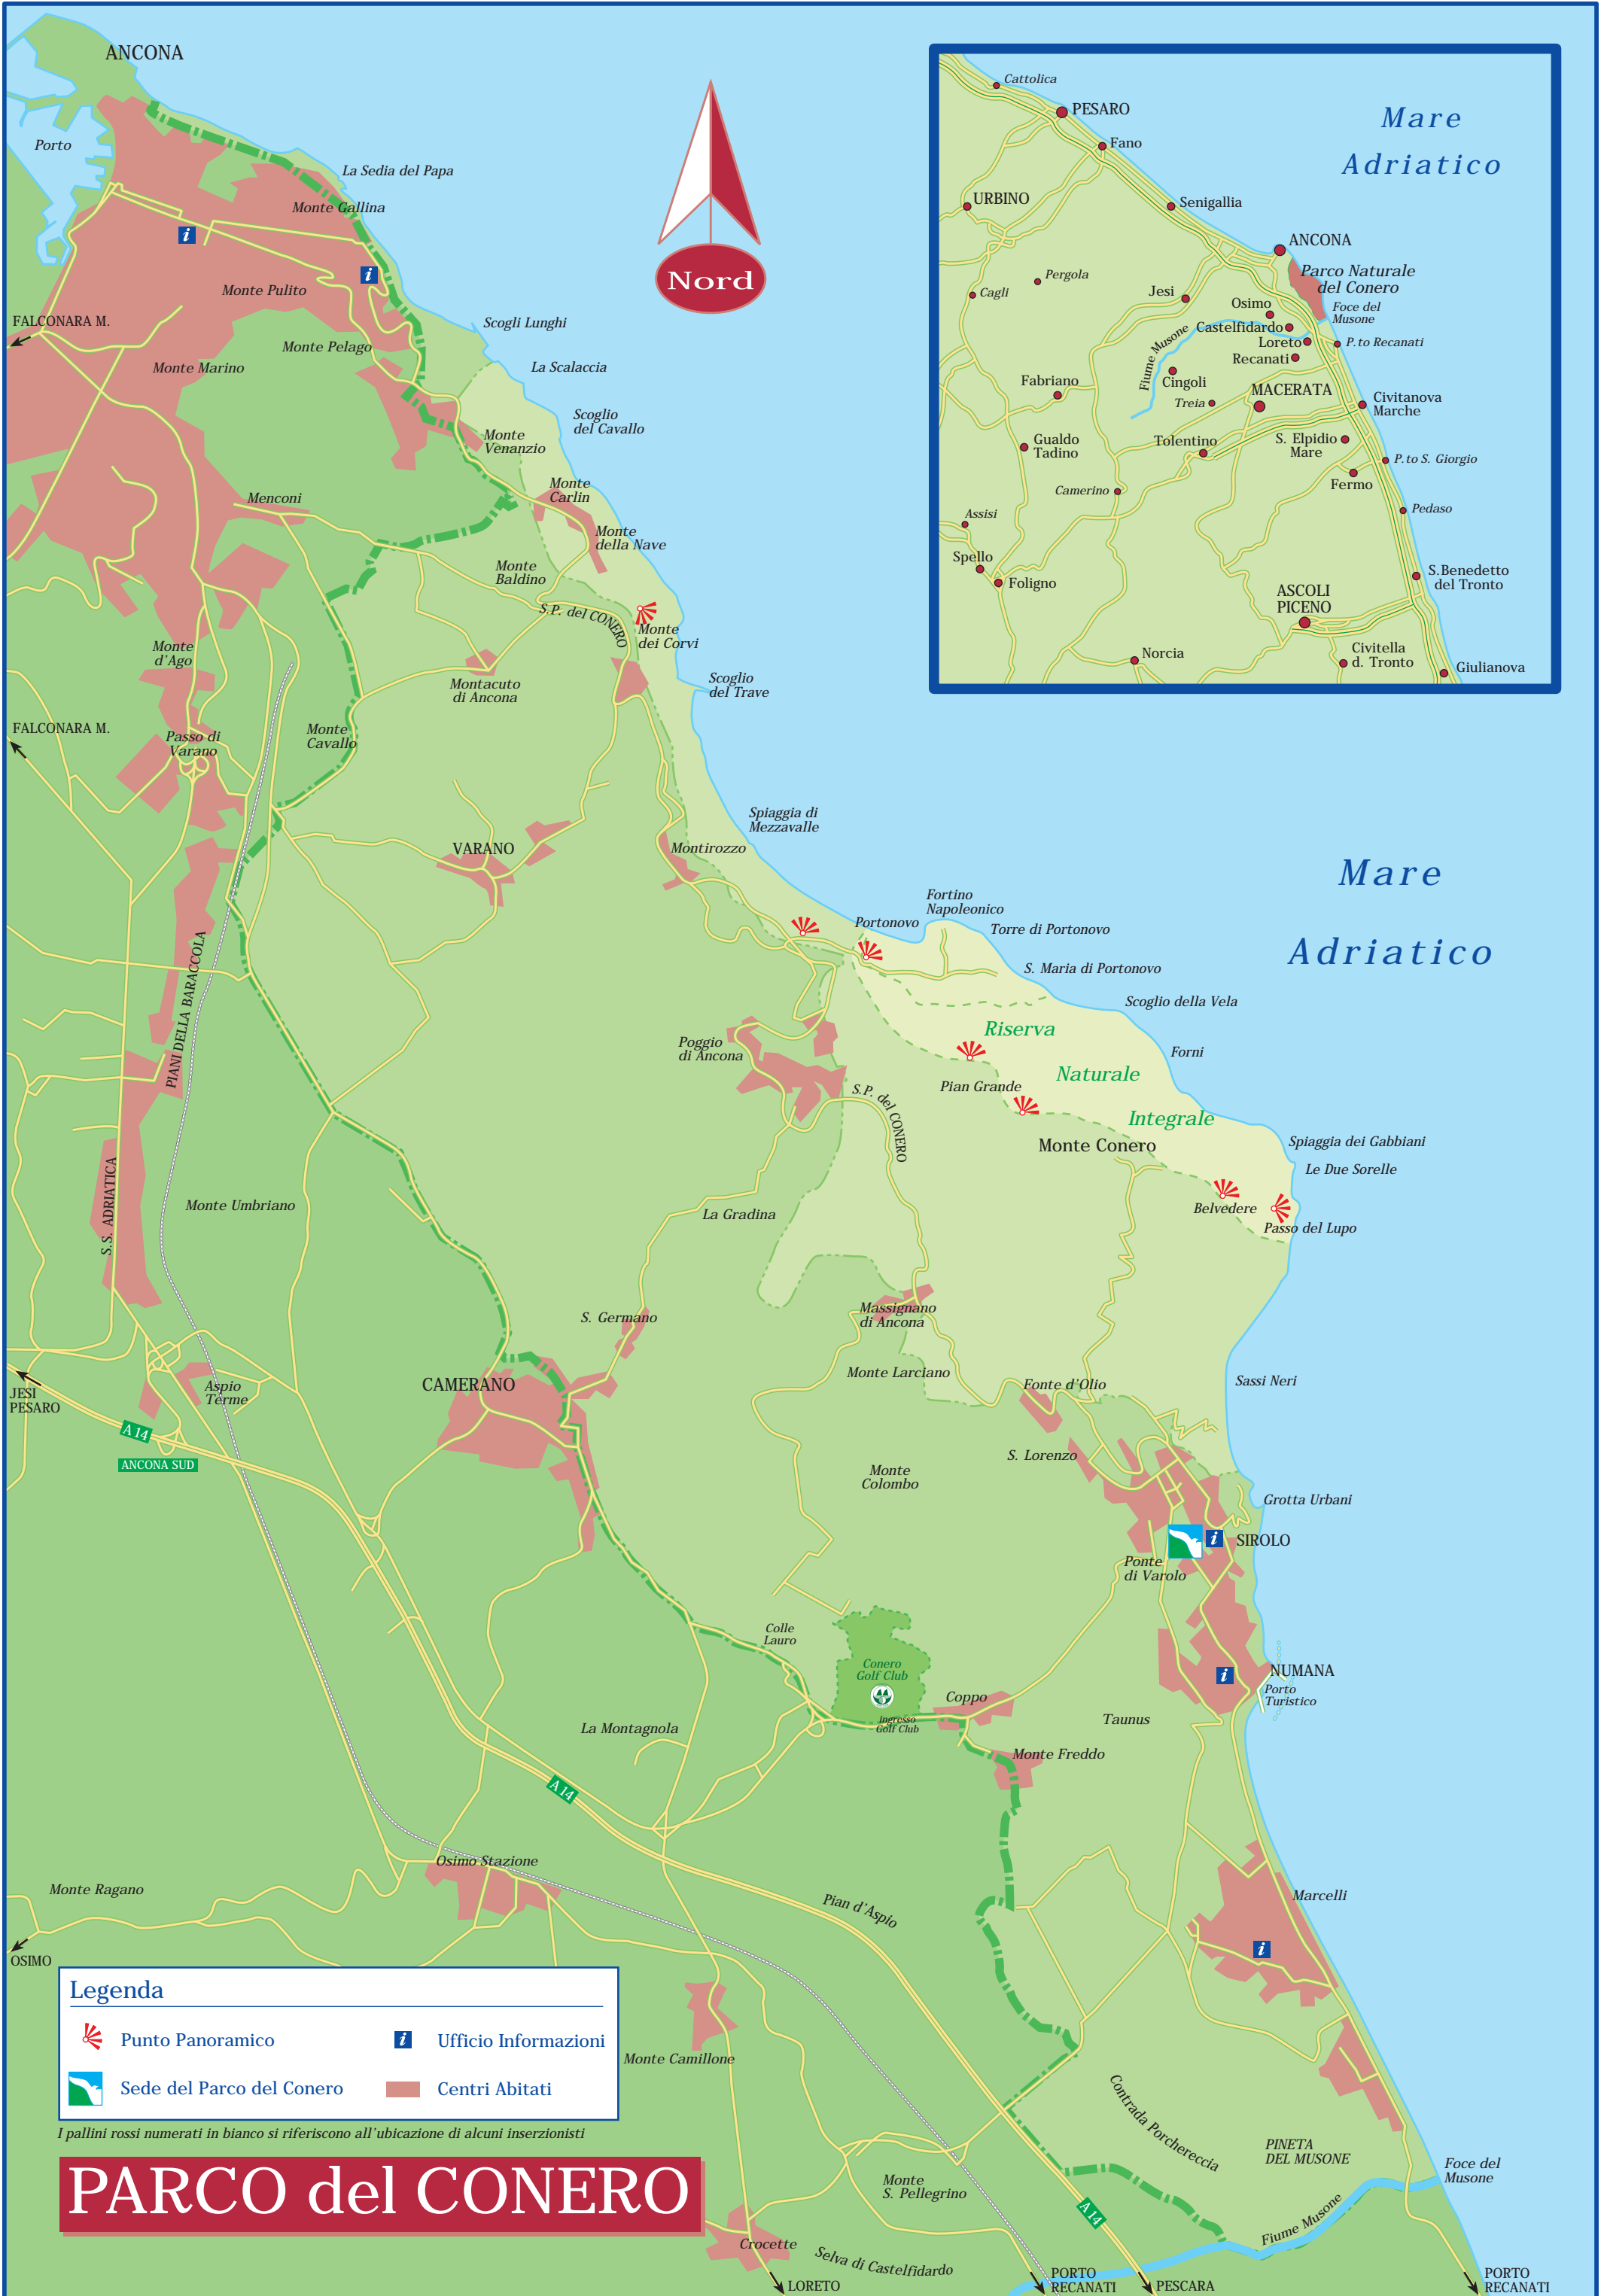 ANCONA
Porto
La Sedia del Papa
Monte Gallina
i
i
Monte Pulito
FALCONARA M.
Monte Pelago
Monte Marino
Scogli Lunghi
La Scalaccia
Scoglio
del Cavallo
Monte
Venanzio
Menconi
Monte
Carlin
Monte
della Nave
Monte
Baldino
S.P. del CONERO
Monte
dei Corvi
Monte
d'Ago
Montacuto
di Ancona
Scoglio
del Trave
FALCONARA M.
Passo di
Varano
Monte
Cavallo
Nord
Cattolica
PESARO
Fano
Mare
Adriatico
URBINO
Senigallia
ANCONA
Parco Naturale
del Conero
Pergola
Cagli
Jesi
Osimo
Foce del
Musone
Castelfidardo
Loreto
P.to Recanati
Recanati
Fiume Musone
Cingoli
Fabriano
MACERATA
Treia
Civitanova
Marche
Gualdo
Tadino
Tolentino
S. Elpidio
Mare
P.to S. Giorgio
Fermo
Camerino
Pedaso
Assisi
Spello
Foligno
S.Benedetto
del Tronto
ASCOLI
PICENO
Norcia
Civitella
d. Tronto
Giulianova
Spiaggia di
Mezzavalle
VARANO
Montirozzo
Mare
Adriatico
Fortino
Napoleonico
Portonovo
Torre di Portonovo
S. Maria di Portonovo
Scoglio della Vela
PIANI DELLA BARACCOLA
Riserva
Naturale
Integrale
Forni
Poggio
di Ancona
Pian Grande
S.P. del CONERO
Monte Conero
Spiaggia dei Gabbiani
Le Due Sorelle
Belvedere
Passo del Lupo
S.S. ADRIATICA
Monte Umbriano
La Gradina
S. Germano
Massignano
di Ancona
Monte Larciano
JESI
PESARO
Aspio
Terme
CAMERANO
Fonte d'Olio
Sassi Neri
A 14
ANCONA SUD
S. Lorenzo
Monte
Colombo
Grotta Urbani
i
SIROLO
Ponte
di Varolo
Colle
Lauro
Conero
Golf Club
ingresso
Golf Club
Coppo
i
NUMANA
Porto
Turistico
Taunus
La Montagnola
Monte Freddo
A 14
Osimo Stazione
Monte Ragano
Pian d'Aspio
Marcelli
i
OSIMO
Legenda
Punto Panoramico
i
Ufficio Informazioni
Sede del Parco del Conero
Centri Abitati
I pallini rossi numerati in bianco si riferiscono all'ubicazione di alcuni inserzionisti
PARCO del CONERO
Monte Camillone
Contrada Porchereccia
PINETA
DEL MUSONE
Foce del
Musone
Monte
S. Pellegrino
A 14
Fiume Musone
Crocette
Selva di Castelfidardo
LORETO
PORTO
RECANATI
PESCARA
PORTO
RECANATI